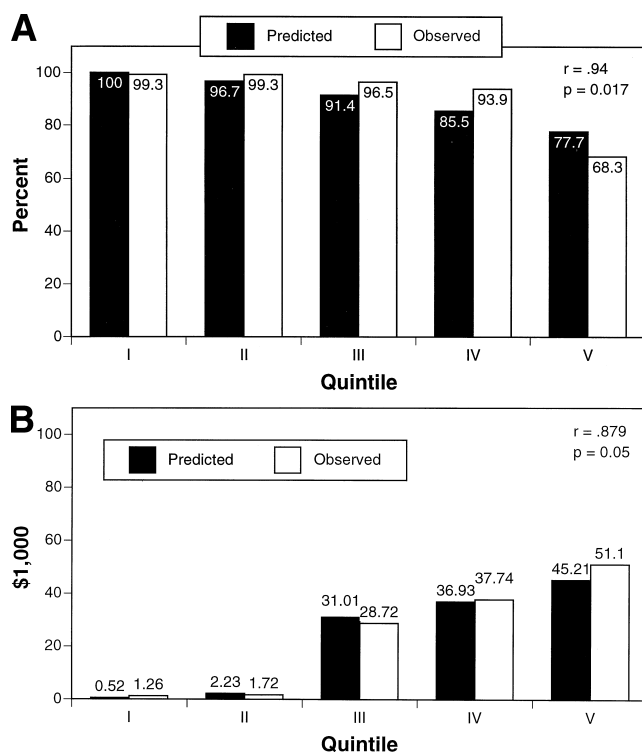 A
Predicted Observed
r = .94
p = 0.017
Percent
100
80
60
40
20
0
100 99.3 96.7 99.3 91.4 96.5 85.5 93.9 77.7 68.3
I II III IV V
Quintile
B
Predicted Observed
r = .879
p = 0.05
$1,000
100
80
60
40
20
0
0.52 1.26 2.23 1.72 31.01 28.72 36.93 37.74 45.21 51.1
I II III IV V
Quintile